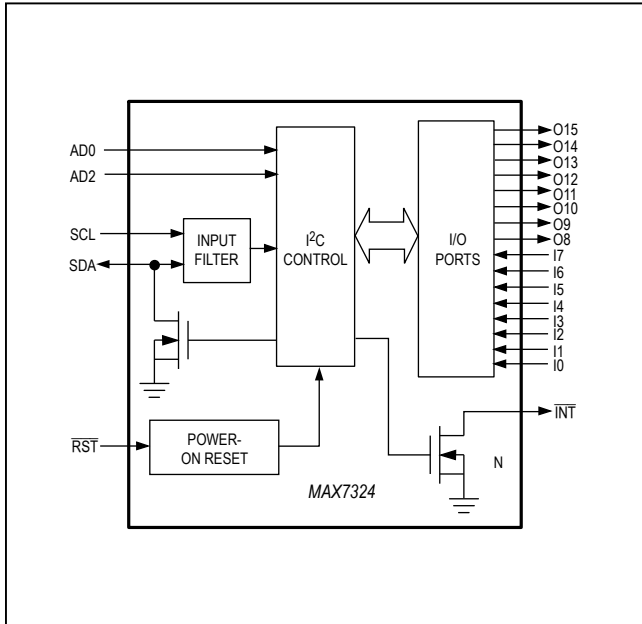 AD0
AD2
SCL
SDA
RST
INPUT
FILTER
I2C
CONTROL
POWER-
ON RESET
I/O
PORTS
O15
O14
O13
O12
O11
O10
O9
O8
I7
I6
I5
I4
I3
I2
I1
I0
INT
N
MAX7324